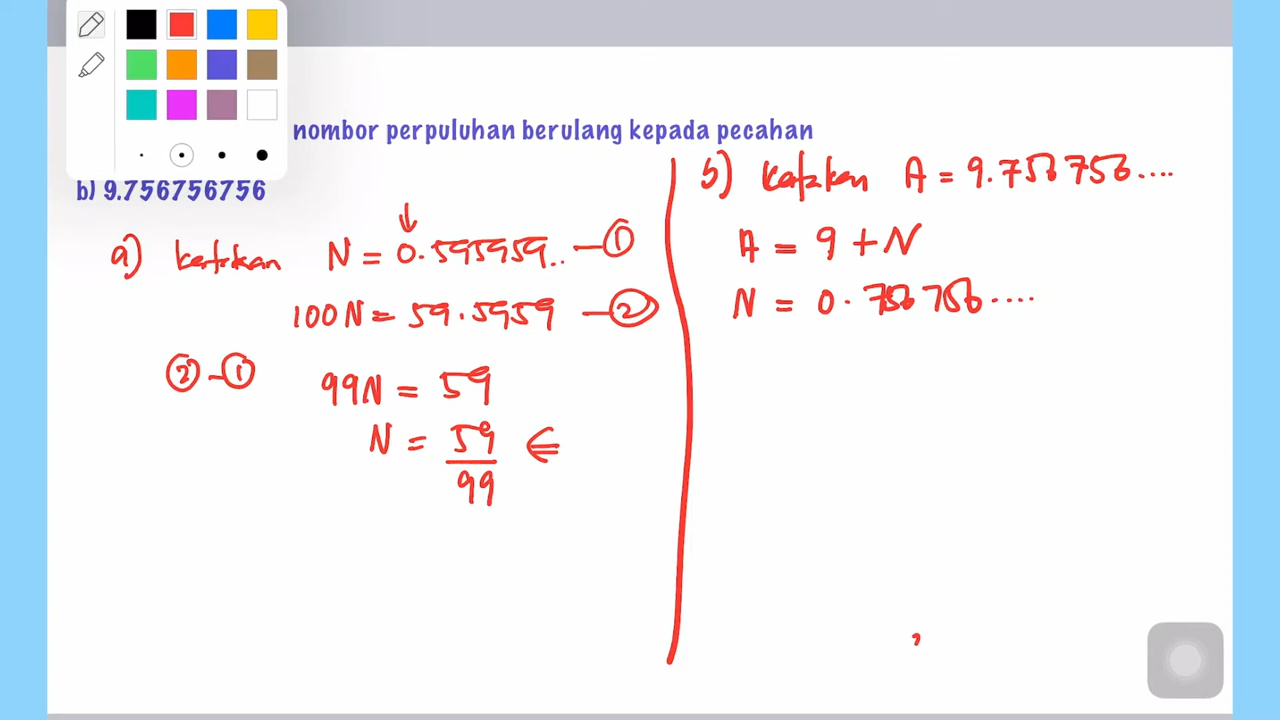 nombor perpuluhan berulang kepada pecahan
b) 9.756756756
a) katakan N = 0.595959.. — ①
100N = 59.5959 — ②
② - ① 99N = 59
N = 59/99 ⋲
b) katakan A = 9.756756....
A = 9 + N
N = 0.756756....